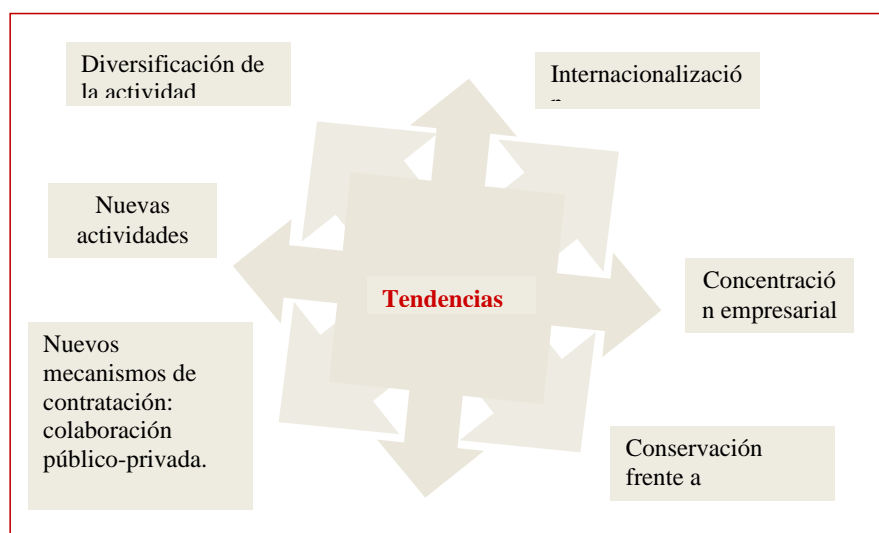 Diversificación de
la actividad
Internacionalizació
n
Nuevas
actividades
Tendencias
Concentració
n empresarial
Nuevos
mecanismos de
contratación:
colaboración
público-privada.
Conservación
frente a